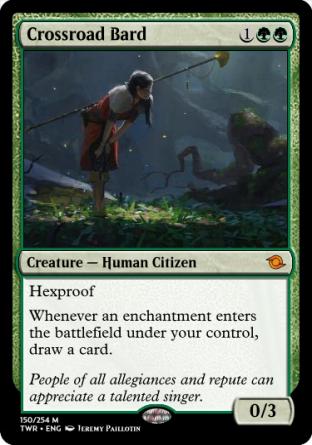 Crossroad Bard 1
Creature — Human Citizen
Hexproof
Whenever an enchantment enters
the battlefield under your control,
draw a card.
People of all allegiances and repute can
appreciate a talented singer.
0/3
150/254 M
TWR • ENG Jeremy Paillotin